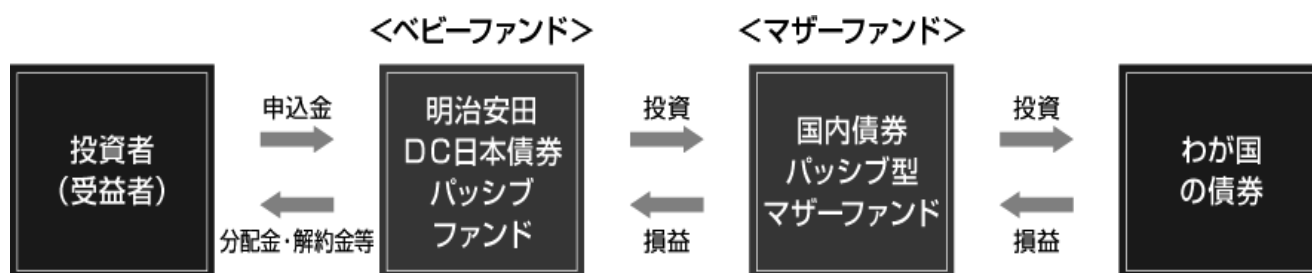 ＜ベビーファンド＞
＜マザーファンド＞
投資者
（受益者）
申込金
分配金・解約金等
明治安田
ＤＣ日本債券
パッシブ
ファンド
投資
損益
国内債券
パッシブ型
マザーファンド
投資
損益
わが国
の債券